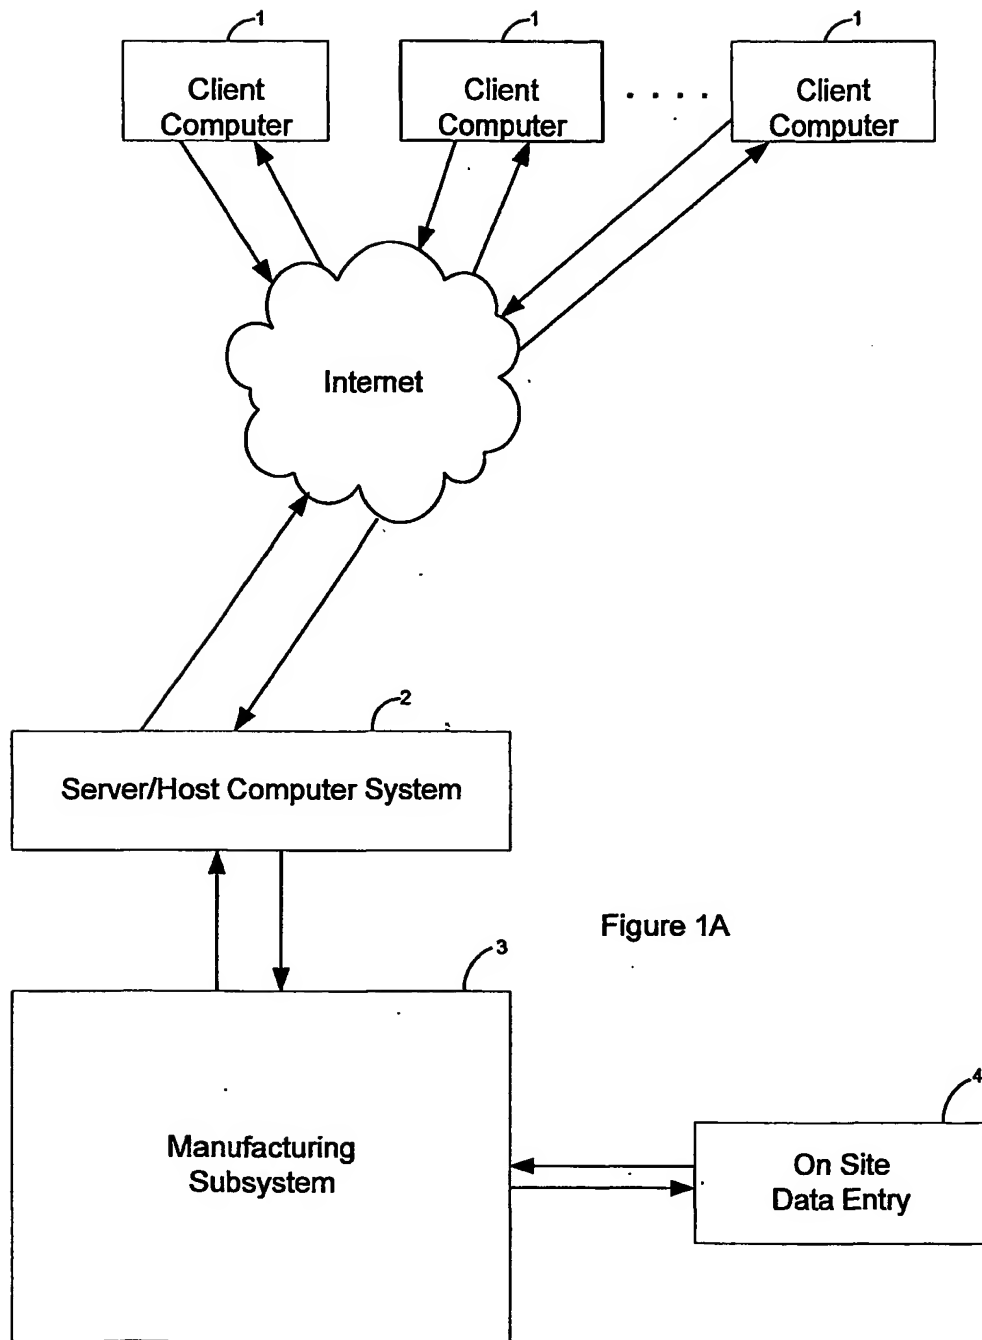 1
1
1
Client
Computer
Client
Computer
. . . .
Client
Computer
Internet
2
Server/Host Computer System
Figure 1A
3
4
Manufacturing
Subsystem
On Site
Data Entry